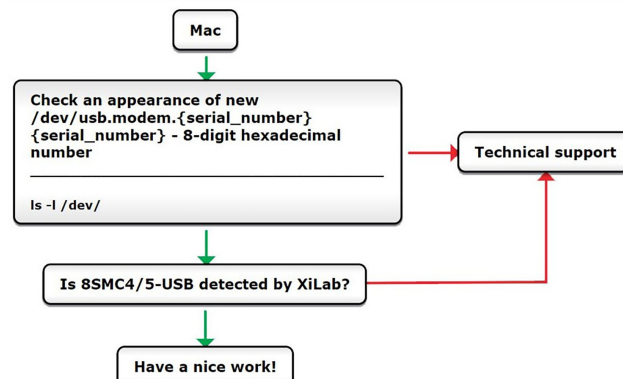 Mac
Check an appearance of new
/dev/usb.modem.{serial_number}
{serial_number} - 8-digit hexadecimal
number
Technical support
ls -l /dev/
Is 8SMC4/5-USB detected by XiLab?
Have a nice work!